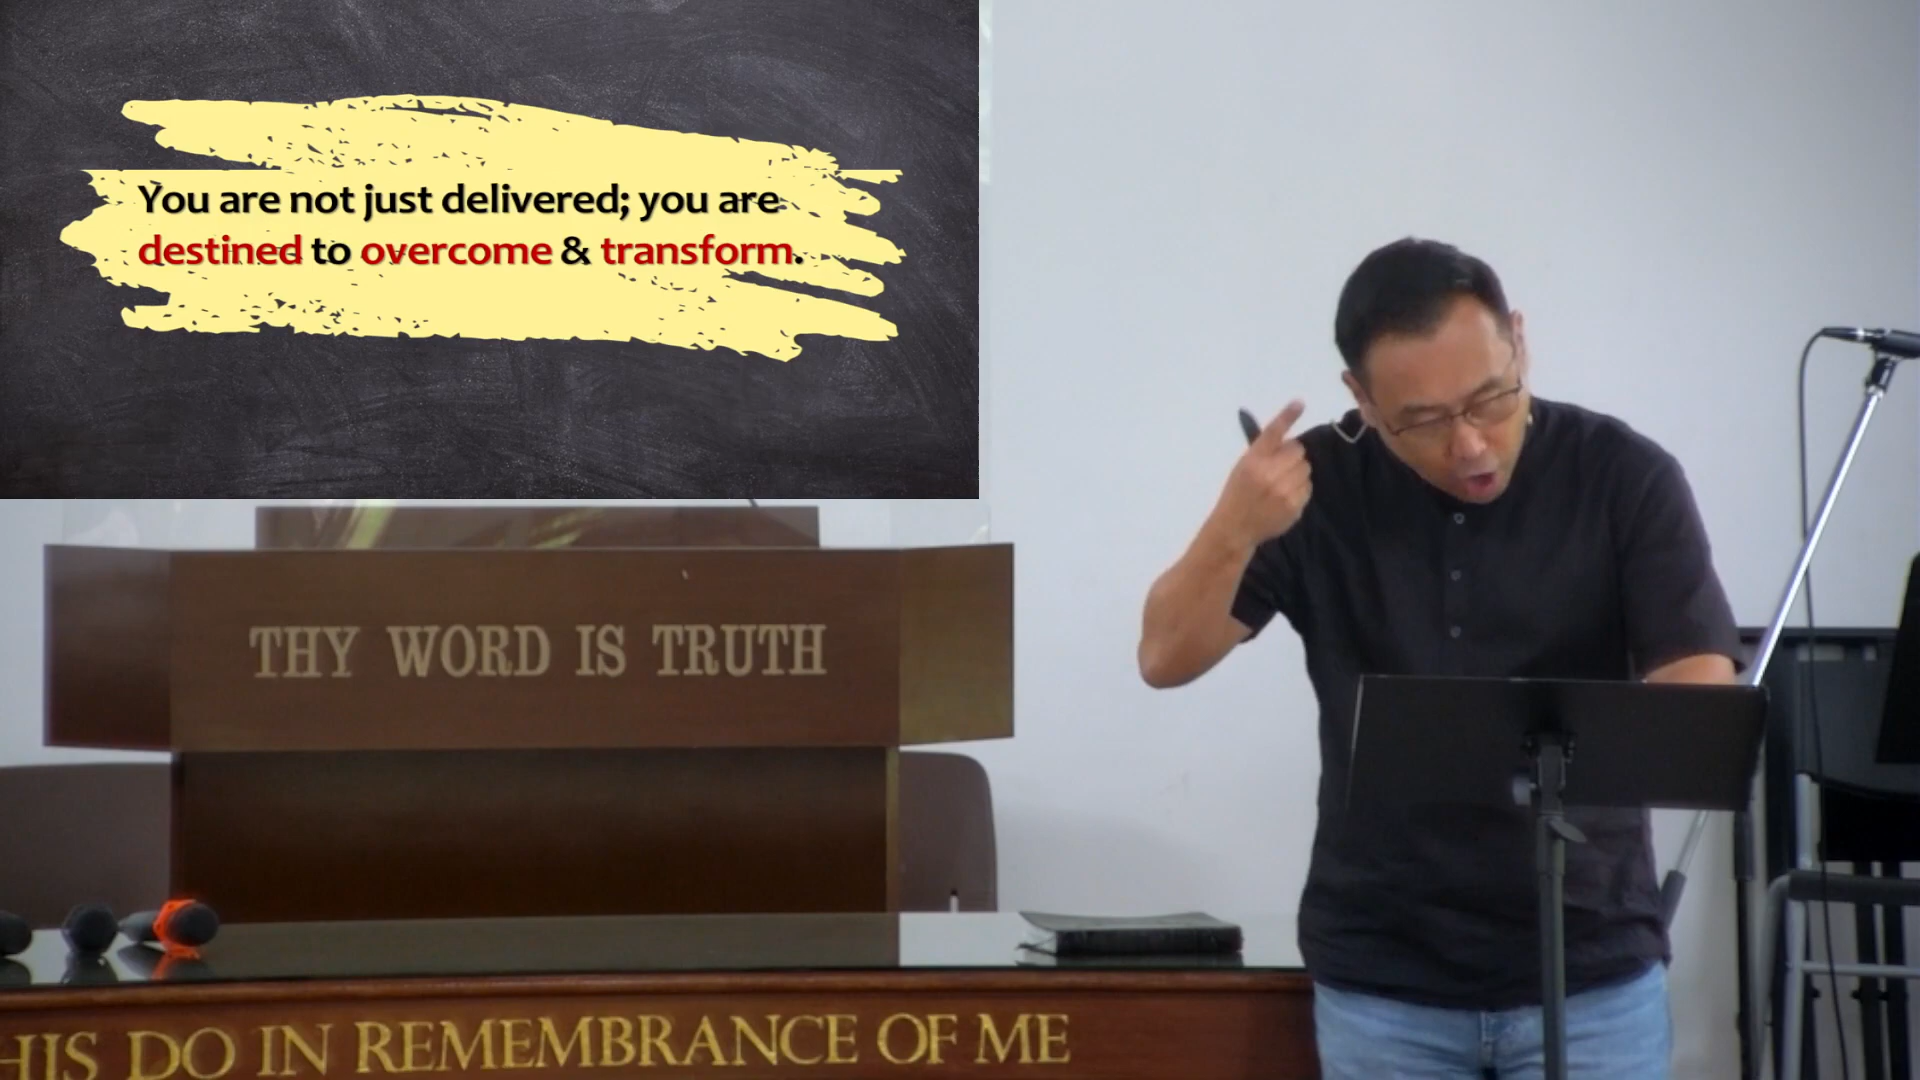 You are not just delivered; you are
destined to overcome & transform.
THY WORD IS TRUTH
HIS DO IN REMEMBRANCE OF ME